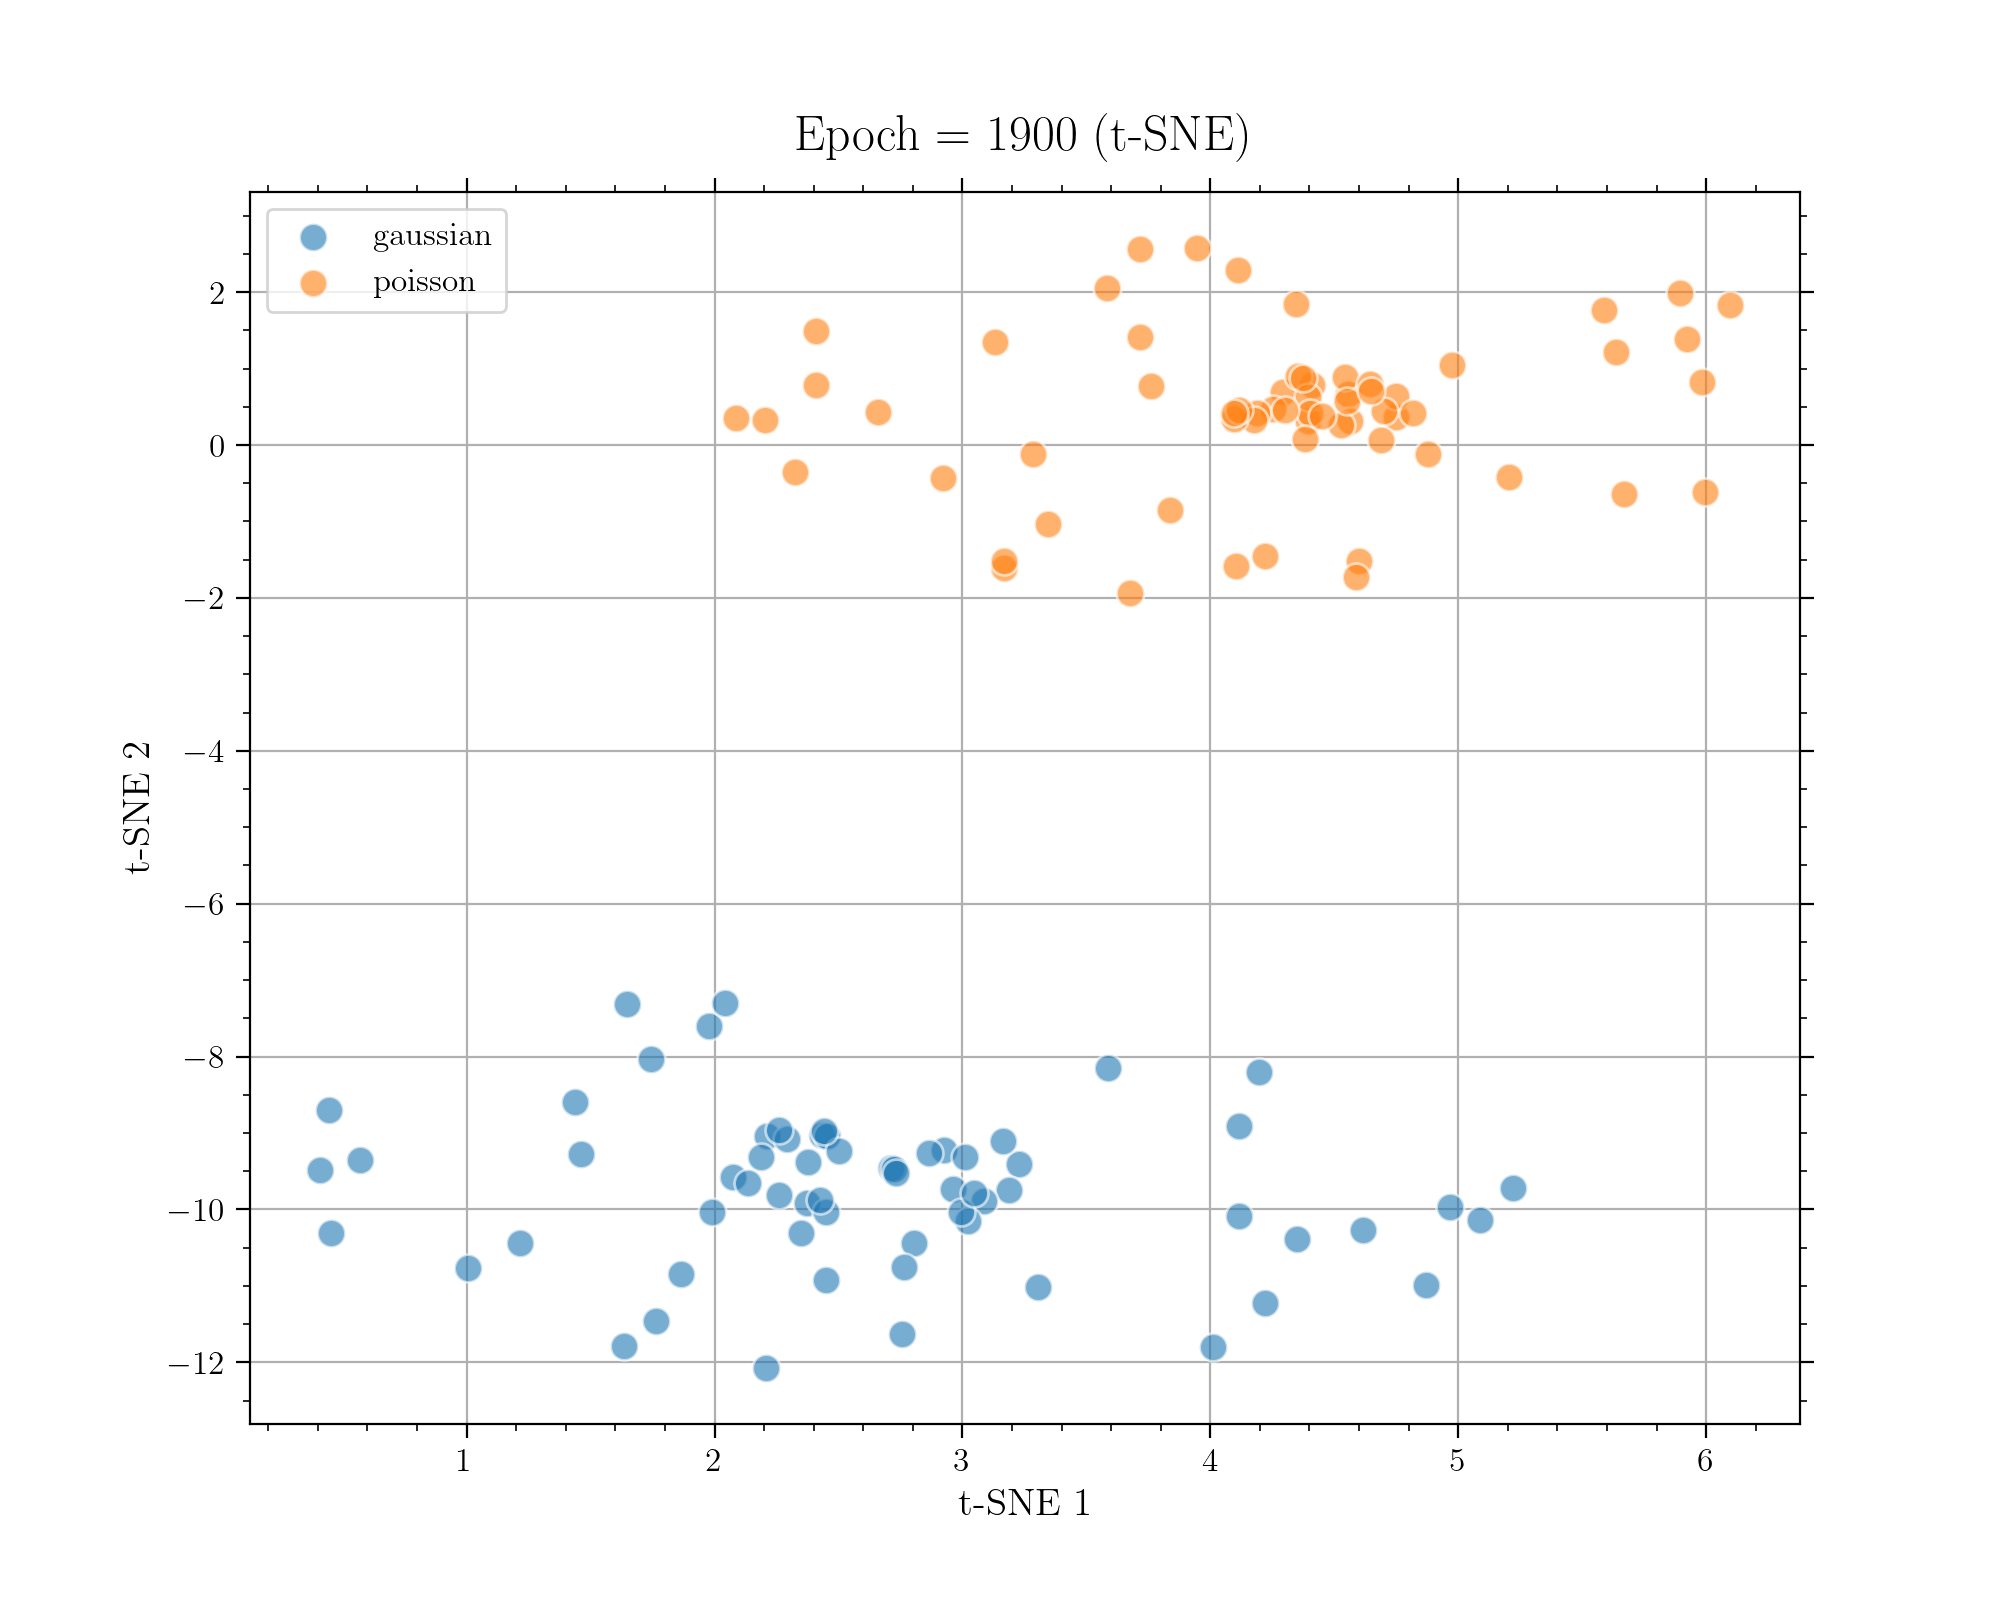 Epoch = 1900 (t-SNE)
gaussian
poisson
2
0
−2
−4
−6
−8
−10
−12
t-SNE 2
1 2 3 4 5 6
t-SNE 1